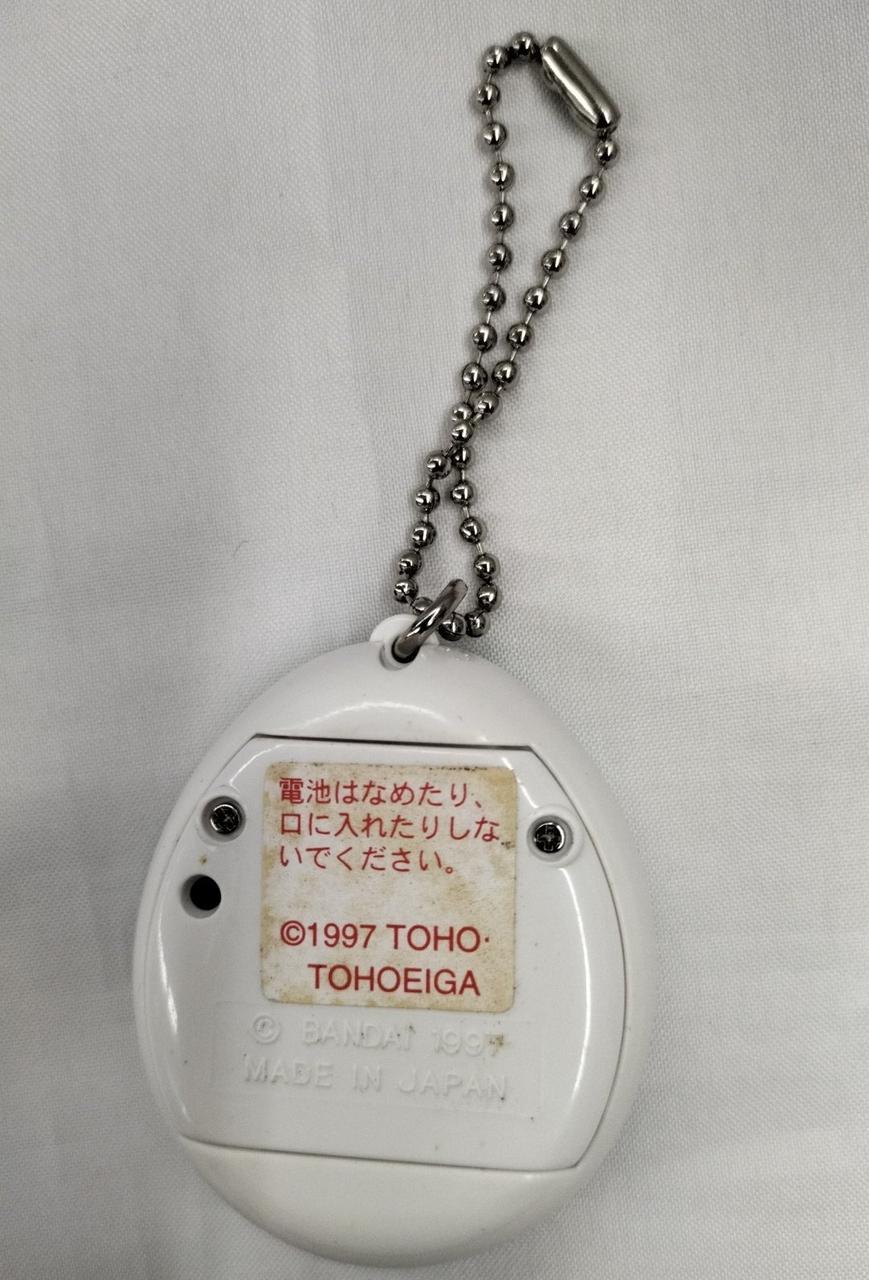 電池はなめたり、
口に入れたりしな
いでください。
©1997 TOHO·
TOHOEIGA
© BANDAI 1997
MADE IN JAPAN